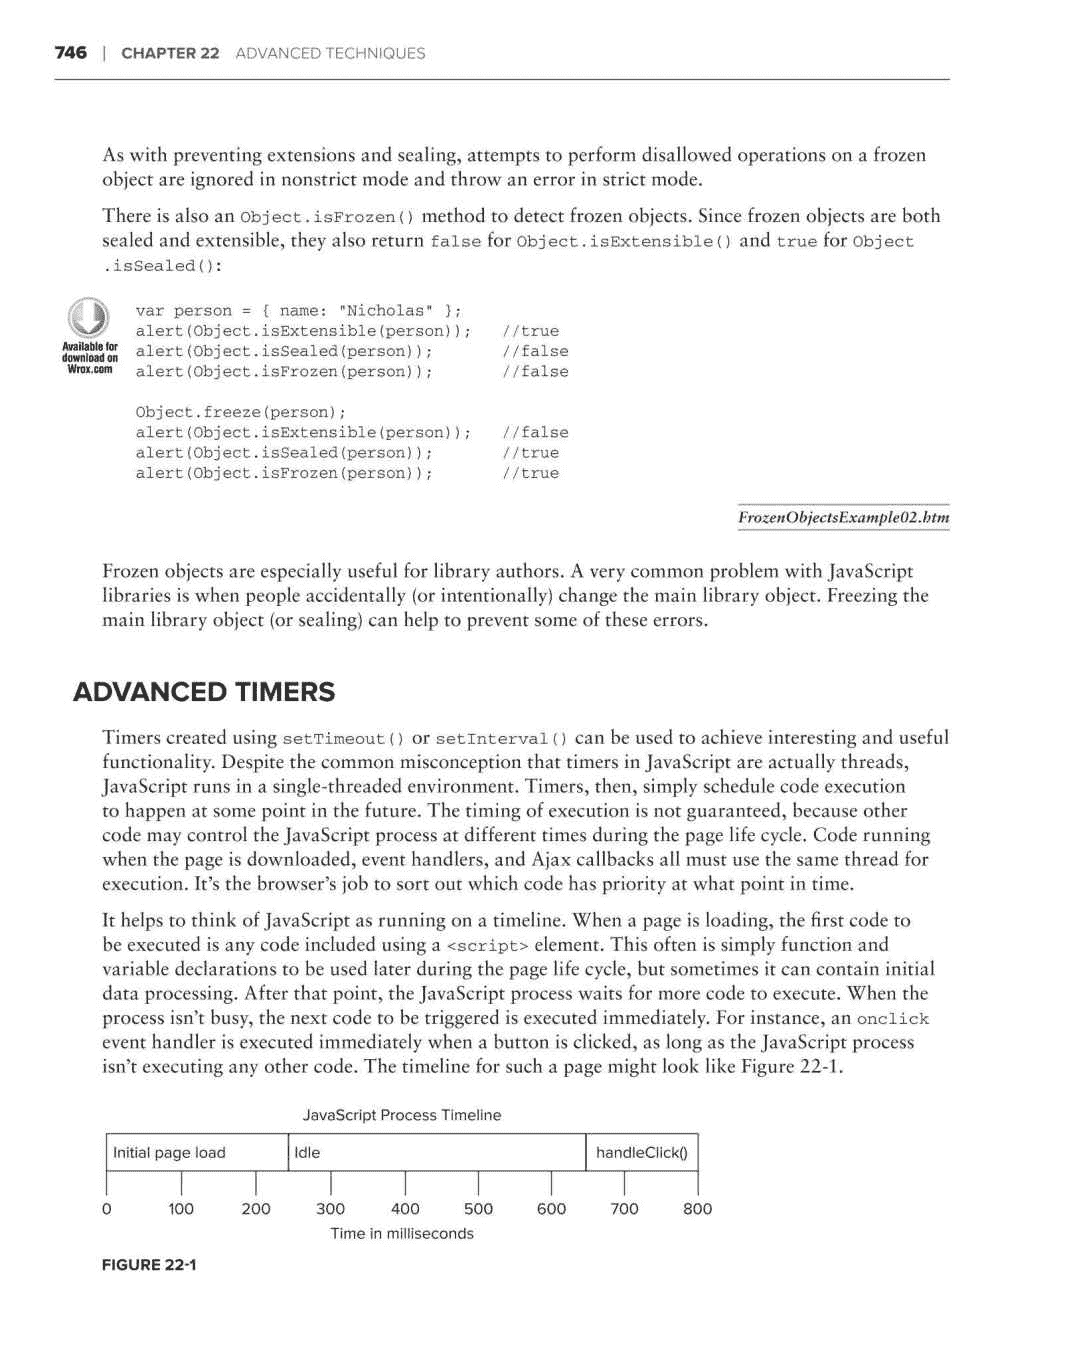 746 | CHAPTER 22 ADVANCED TECHNIQUES
As with preventing extensions and sealing, attempts to perform disallowed operations on a frozen
object are ignored in nonstrict mode and throw an error in strict mode.
There is also an Object.isFrozen() method to detect frozen objects. Since frozen objects are both
sealed and extensible, they also return false for Object.isExtensible() and true for Object
.isSealed():
Available for
download on
Wrox.com
var person = { name: "Nicholas" };
alert(Object.isExtensible(person)); //true
alert(Object.isSealed(person)); //false
alert(Object.isFrozen(person)); //false
Object.freeze(person);
alert(Object.isExtensible(person)); //false
alert(Object.isSealed(person)); //true
alert(Object.isFrozen(person)); //true
FrozenObjectsExample02.htm
Frozen objects are especially useful for library authors. A very common problem with JavaScript
libraries is when people accidentally (or intentionally) change the main library object. Freezing the
main library object (or sealing) can help to prevent some of these errors.
ADVANCED TIMERS
Timers created using setTimeout() or setInterval() can be used to achieve interesting and useful
functionality. Despite the common misconception that timers in JavaScript are actually threads,
JavaScript runs in a single-threaded environment. Timers, then, simply schedule code execution
to happen at some point in the future. The timing of execution is not guaranteed, because other
code may control the JavaScript process at different times during the page life cycle. Code running
when the page is downloaded, event handlers, and Ajax callbacks all must use the same thread for
execution. It's the browser's job to sort out which code has priority at what point in time.
It helps to think of JavaScript as running on a timeline. When a page is loading, the first code to
be executed is any code included using a <script> element. This often is simply function and
variable declarations to be used later during the page life cycle, but sometimes it can contain initial
data processing. After that point, the JavaScript process waits for more code to execute. When the
process isn't busy, the next code to be triggered is executed immediately. For instance, an onclick
event handler is executed immediately when a button is clicked, as long as the JavaScript process
isn't executing any other code. The timeline for such a page might look like Figure 22-1.
JavaScript Process Timeline
Initial page load Idle handleClick()
0 100 200 300 400 500 600 700 800
Time in milliseconds
FIGURE 22-1